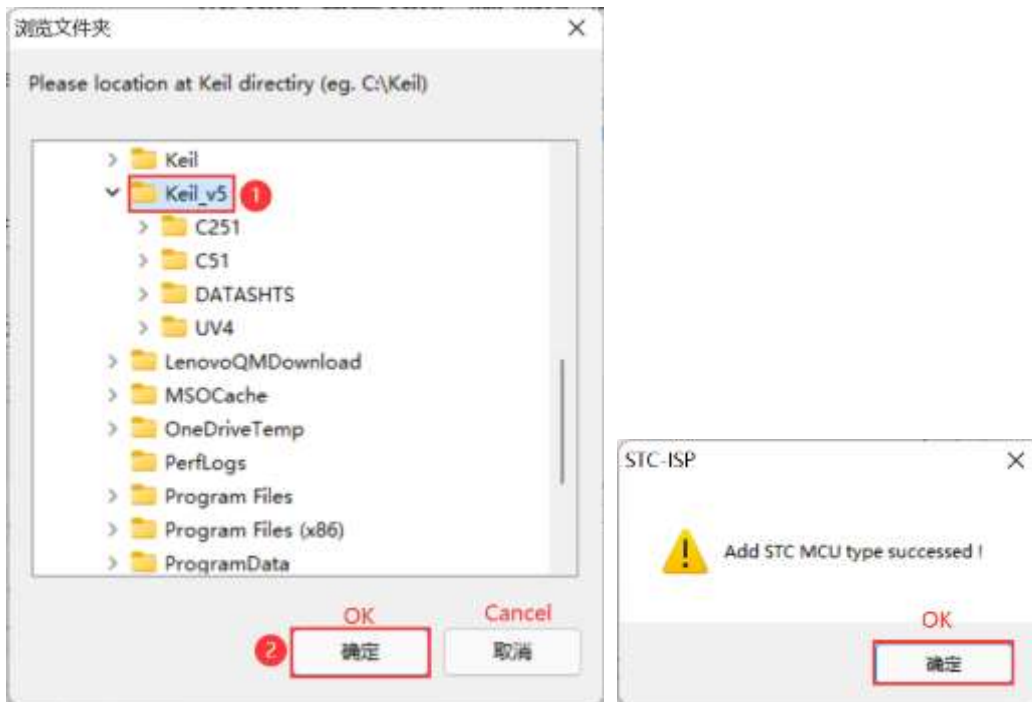 浏览文件夹
Please location at Keil directiry (eg. C:\Keil)
Keil
Keil_v5 1
C251
C51
DATASHTS
UV4
LenovoQMDownload
MSOCache
OneDriveTemp
PerfLogs
Program Files
Program Files (x86)
ProgramData
OK Cancel
2 确定 取消
STC-ISP
Add STC MCU type successed !
OK
确定